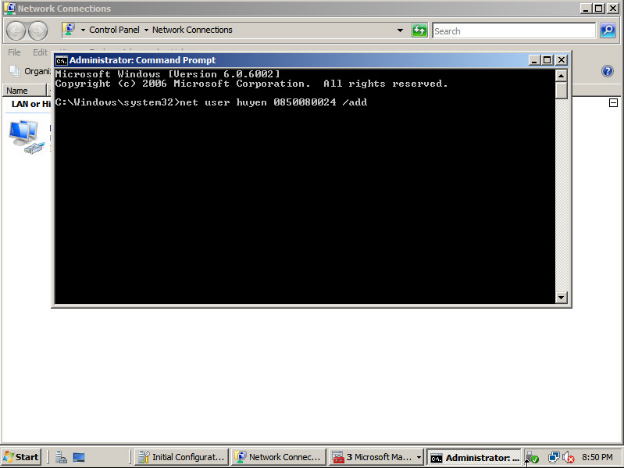 Network Connections
Control Panel Network Connections
Search
File Edit
Organi
Administrator: Command Prompt
Microsoft Windows [Version 6.0.6002]
Copyright (c) 2006 Microsoft Corporation. All rights reserved.
C:\Windows\system32>net user huyen 0850080024 /add
Name
LAN or Hi
Start
Initial Configurat...
Network Connec...
3 Microsoft Ma...
Administrator: ...
8:50 PM